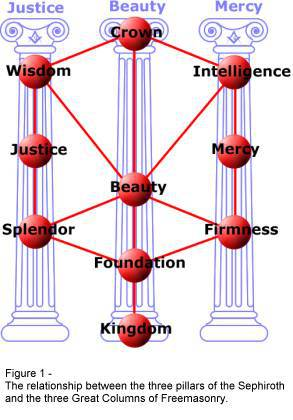 Justice Beauty Mercy
Crown
Wisdom Intelligence
Justice Mercy
Beauty
Splendor Firmness
Foundation
Kingdom
Figure 1 -
The relationship between the three pillars of the Sephiroth
and the three Great Columns of Freemasonry.